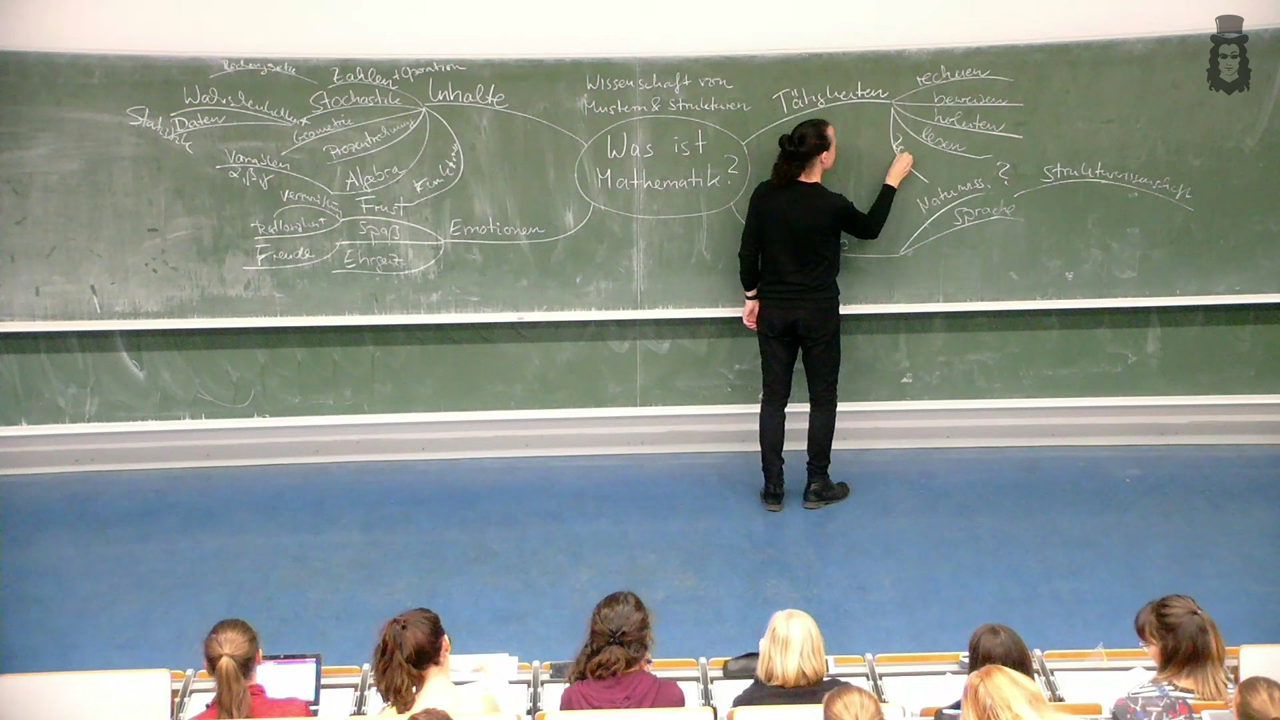 Zahlen + Operation
Stochastik
Inhalte
Wahrscheinlichkeit
Daten
Statistik
Geometrie
Prozentrechnung
Variablen
α, β, γ
Algebra
Funktionen
Frust
Spaß
Ehrgeiz
Freude
Emotionen
Wissenschaft von
Mustern & Strukturen
Was ist
Mathematik?
Tätigkeiten
rechnen
beweisen
lesen
Naturwiss. ?
Sprache
Strukturwissenschaft